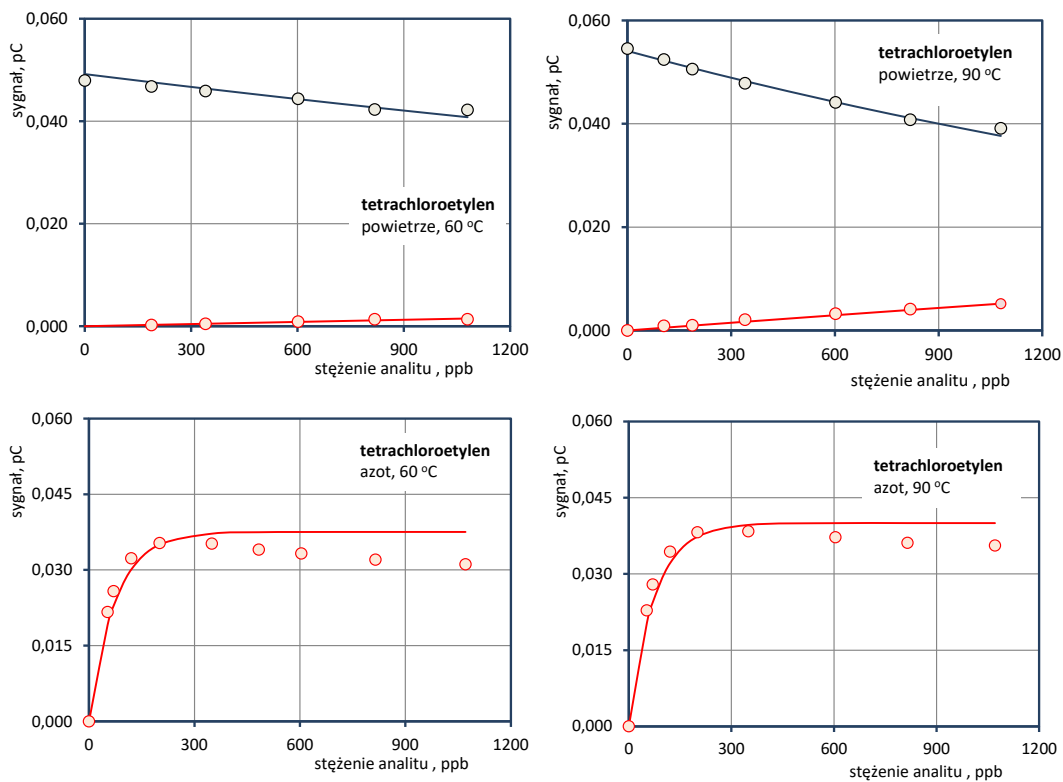 0,060
0,040
0,020
0,000
sygnał, pC
tetrachloroetylen
powietrze, 60 °C
0 300 600 900 1200
stężenie analitu , ppb
0,060
0,040
0,020
0,000
sygnał, pC
tetrachloroetylen
powietrze, 90 °C
0 300 600 900 1200
stężenie analitu , ppb
0,060
0,045
0,030
0,015
0,000
sygnał, pC
tetrachloroetylen
azot, 60 °C
0 300 600 900 1200
stężenie analitu , ppb
0,060
0,045
0,030
0,015
0,000
sygnał, pC
tetrachloroetylen
azot, 90 °C
0 300 600 900 1200
stężenie analitu , ppb